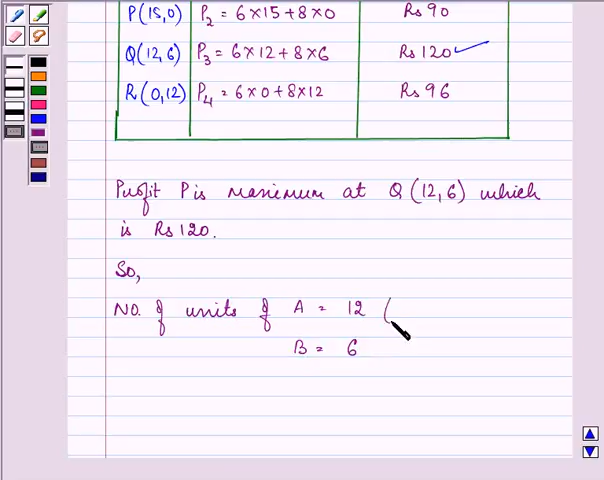 P(15,0) P₂ = 6×15+8×0 Rs 90
Q(12,6) P₃ = 6×12+8×6 Rs 120 ✓
R(0,12) P₄ = 6×0+8×12 Rs 96
Profit P is maximum at Q(12,6) which
is Rs 120.
So,
No. of units of A = 12 (
B = 6